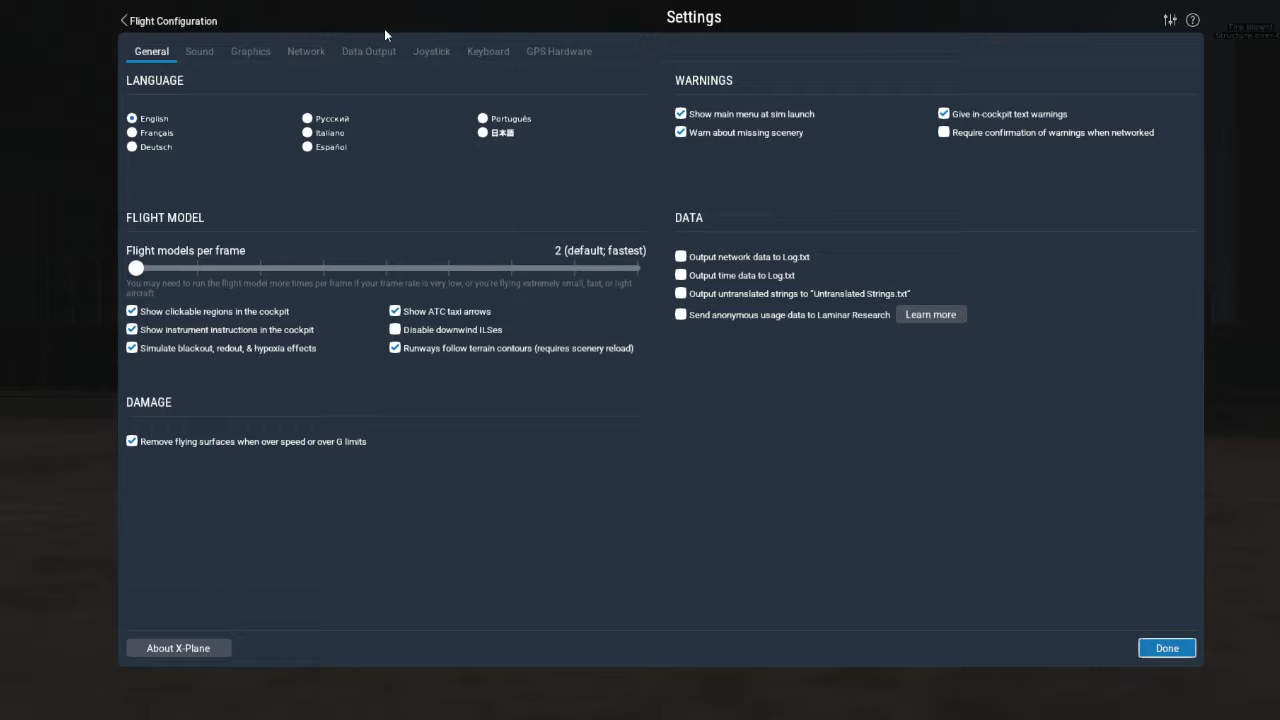 Flight Configuration
Settings
Tire blown!
General Sound Graphics Network Data Output Joystick Keyboard GPS Hardware
LANGUAGE
English Русский Português
Français Italiano 日本語
Deutsch Español
WARNINGS
Show main menu at sim launch Give in-cockpit text warnings
Warn about missing scenery Require confirmation of warnings when networked
FLIGHT MODEL
Flight models per frame 2 (default; fastest)
You may need to run the flight model more times per frame if your frame rate is very low, or you're flying extremely small, fast, or light
aircraft.
Show clickable regions in the cockpit Show ATC taxi arrows
Show instrument instructions in the cockpit Disable downwind ILSes
Simulate blackout, redout, & hypoxia effects Runways follow terrain contours (requires scenery reload)
DATA
Output network data to Log.txt
Output time data to Log.txt
Output untranslated strings to "Untranslated Strings.txt"
Send anonymous usage data to Laminar Research Learn more
DAMAGE
Remove flying surfaces when over speed or over G limits
About X-Plane Done